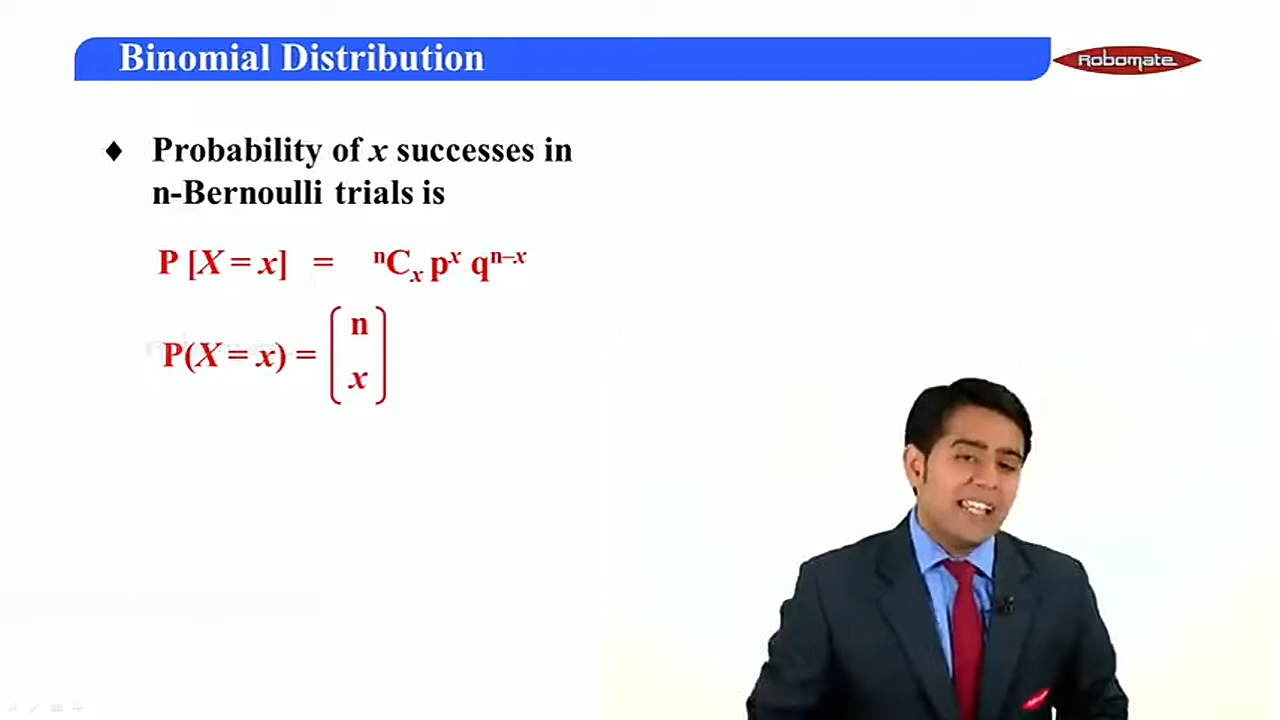 Binomial Distribution
Robomate
♦ Probability of x successes in
n-Bernoulli trials is
P [X = x] = ⁿCₓ pˣ qⁿ⁻ˣ
P(X = x) = (n
x)